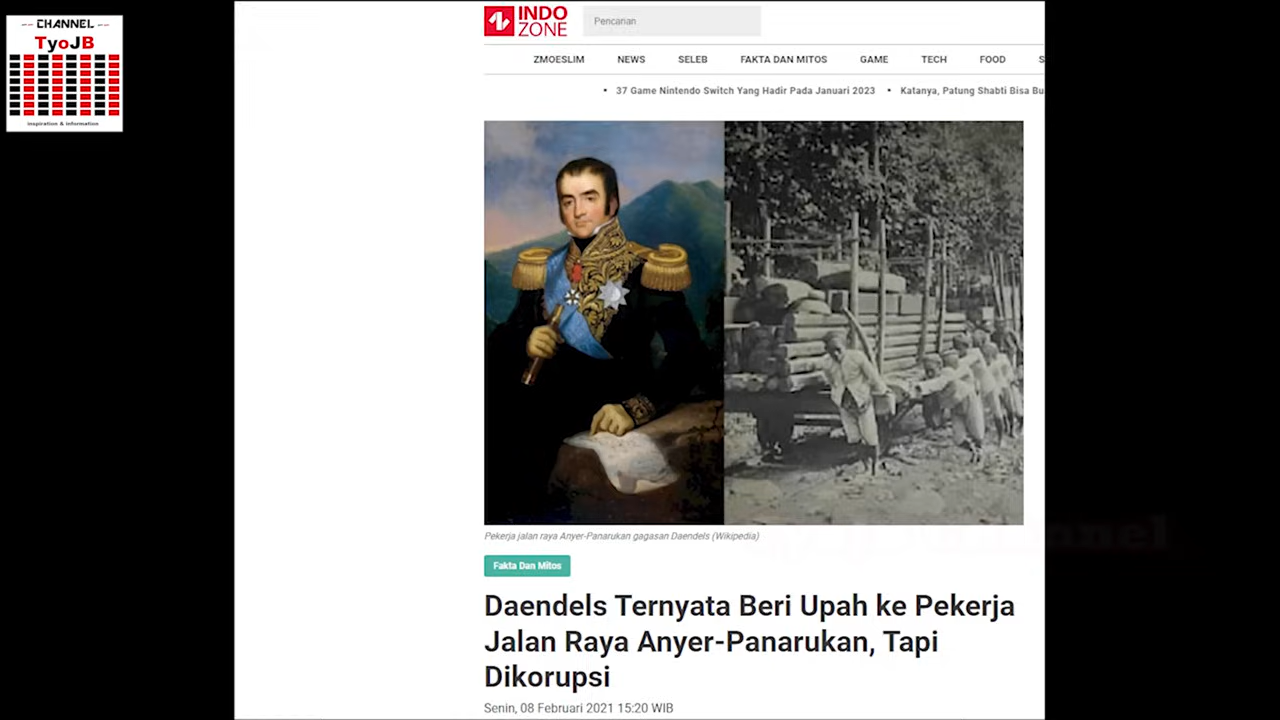 -- CHANNEL --
TyoJB
inspiration & information
INDO
ZONE
Pencarian
ZMOESLIM NEWS SELEB FAKTA DAN MITOS GAME TECH FOOD
• 37 Game Nintendo Switch Yang Hadir Pada Januari 2023 • Katanya, Patung Shabti Bisa Bu
Pekerja jalan raya Anyer-Panarukan gagasan Daendels (Wikipedia)
Fakta Dan Mitos
Daendels Ternyata Beri Upah ke Pekerja
Jalan Raya Anyer-Panarukan, Tapi
Dikorupsi
Senin, 08 Februari 2021 15:20 WIB